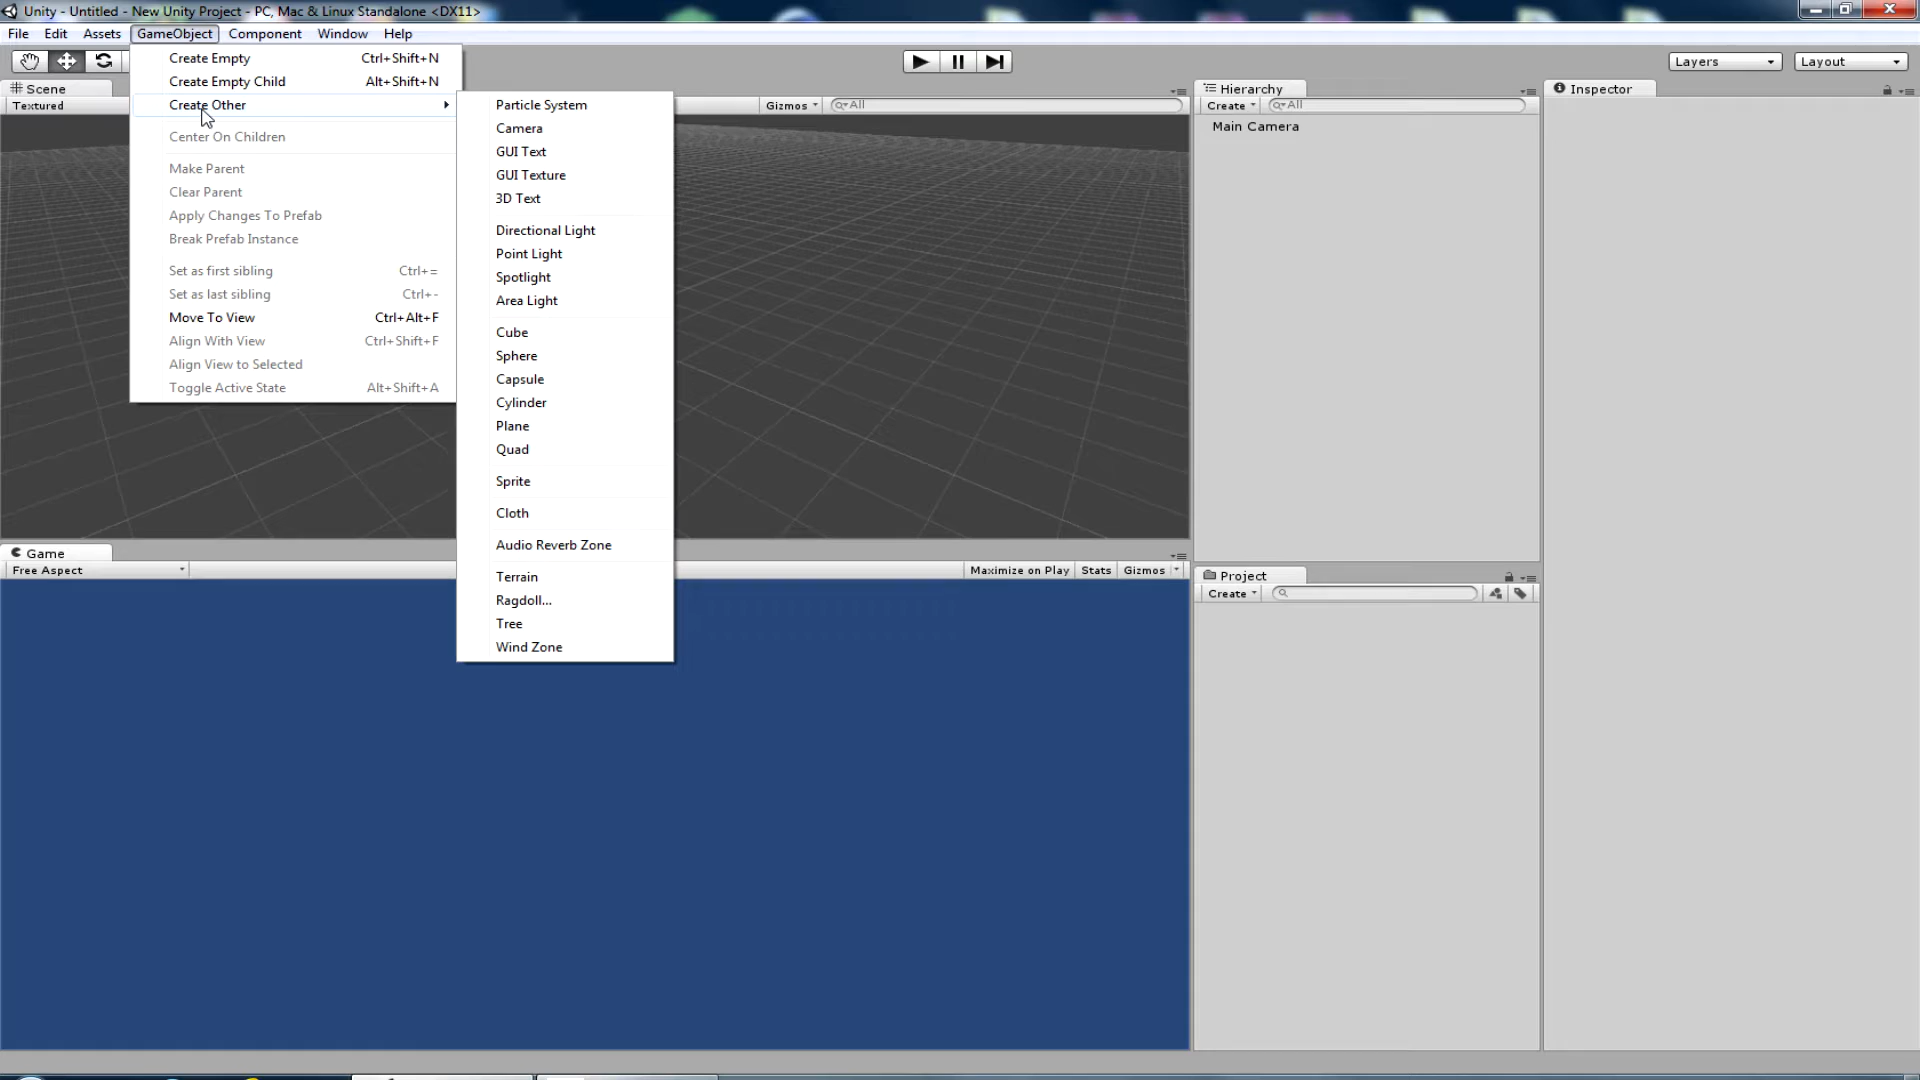 Unity - Untitled - New Unity Project - PC, Mac & Linux Standalone <DX11>
File Edit Assets GameObject Component Window Help
Create Empty Ctrl+Shift+N
Create Empty Child Alt+Shift+N
Create Other
Center On Children
Make Parent
Clear Parent
Apply Changes To Prefab
Break Prefab Instance
Set as first sibling Ctrl+=
Set as last sibling Ctrl+-
Move To View Ctrl+Alt+F
Align With View Ctrl+Shift+F
Align View to Selected
Toggle Active State Alt+Shift+A
Particle System
Camera
GUI Text
GUI Texture
3D Text
Directional Light
Point Light
Spotlight
Area Light
Cube
Sphere
Capsule
Cylinder
Plane
Quad
Sprite
Cloth
Audio Reverb Zone
Terrain
Ragdoll...
Tree
Wind Zone
Layers Layout
Scene
Textured Gizmos All
Hierarchy
Create All
Main Camera
Inspector
Game
Free Aspect Maximize on Play Stats Gizmos
Project
Create